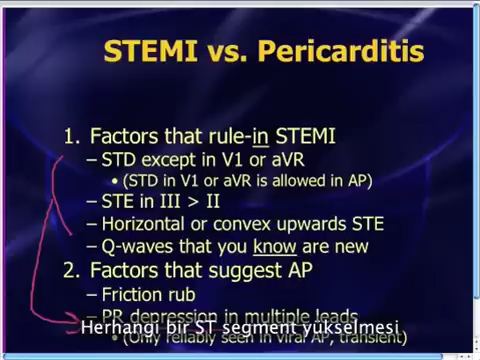 STEMI vs. Pericarditis
1. Factors that rule-in STEMI
– STD except in V1 or aVR
• (STD in V1 or aVR is allowed in AP)
– STE in III > II
– Horizontal or convex upwards STE
– Q-waves that you know are new
2. Factors that suggest AP
– Friction rub
– PR depression in multiple leads
Herhangi bir ST segment yükselmesi
• (Only reliably seen in viral AP, transient)